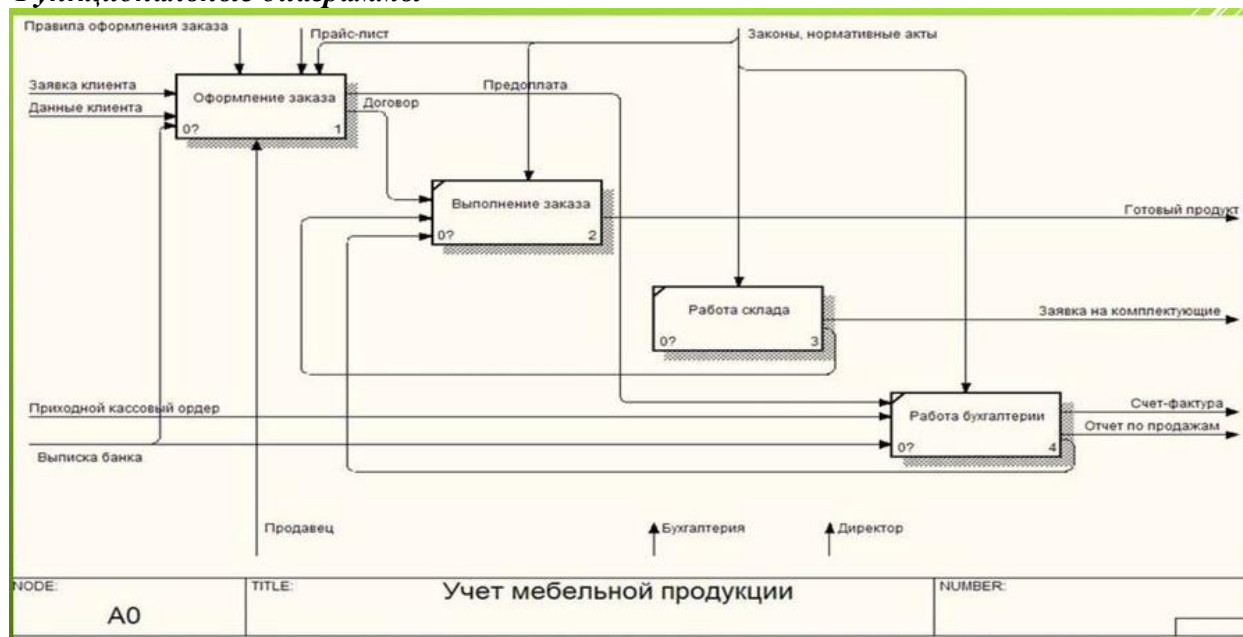 Функциональные диаграммы
Правила оформления заказа
Прайс-лист
Законы, нормативные акты
Заявка клиента
Данные клиента
Оформление заказа
0?
1
Предоплата
Договор
Выполнение заказа
0?
2
Готовый продукт
Работа склада
0?
3
Заявка на комплектующие
Приходной кассовый ордер
Выписка банка
Работа бухгалтерии
0?
4
Счет-фактура
Отчет по продажам
Продавец
Бухгалтерия
Директор
NODE:
A0
TITLE:
Учет мебельной продукции
NUMBER: